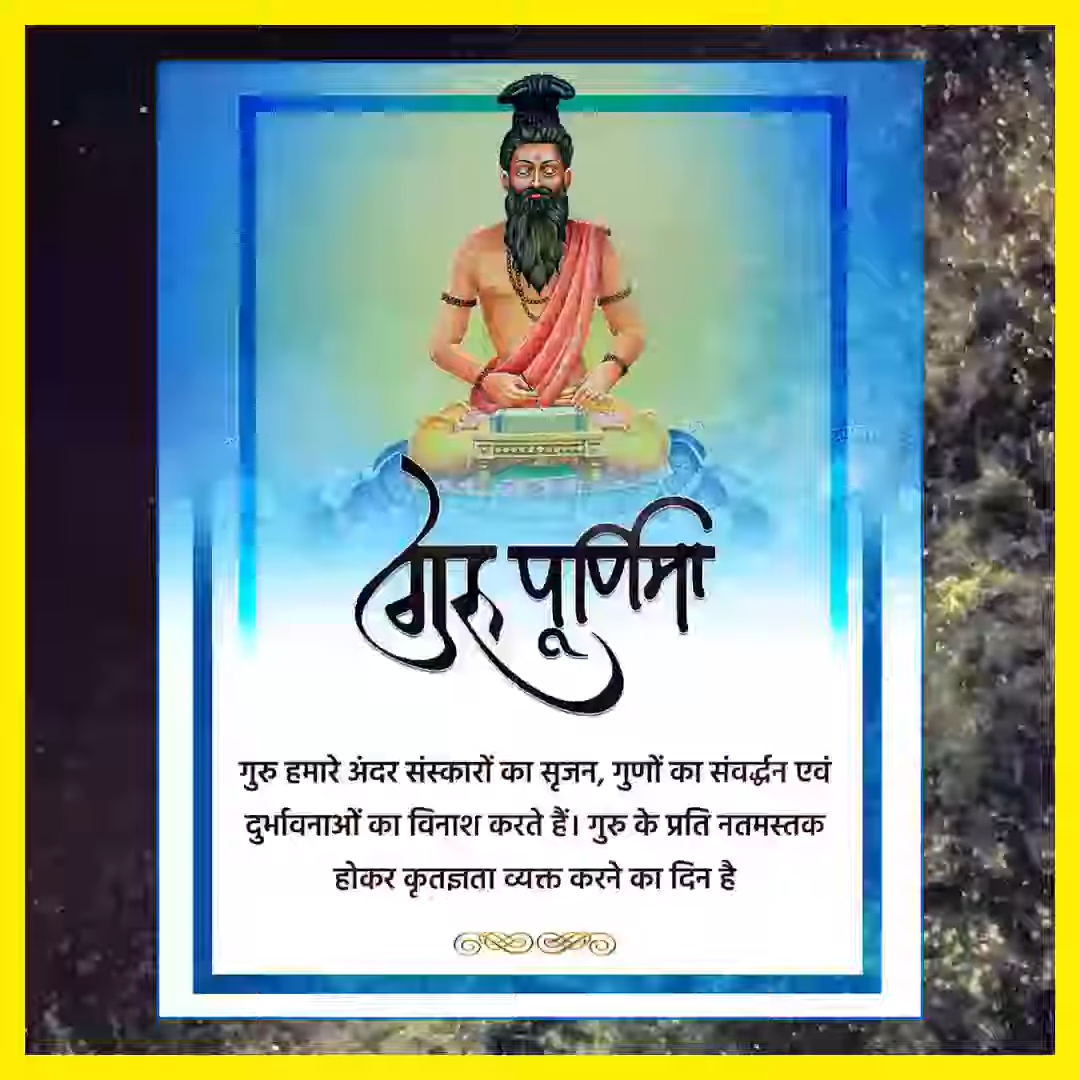 गुरु पूर्णिमा
गुरु हमारे अंदर संस्कारों का सृजन, गुणों का संवर्द्धन एवं
दुर्भावनाओं का विनाश करते हैं। गुरु के प्रति नतमस्तक
होकर कृतज्ञता व्यक्त करने का दिन है